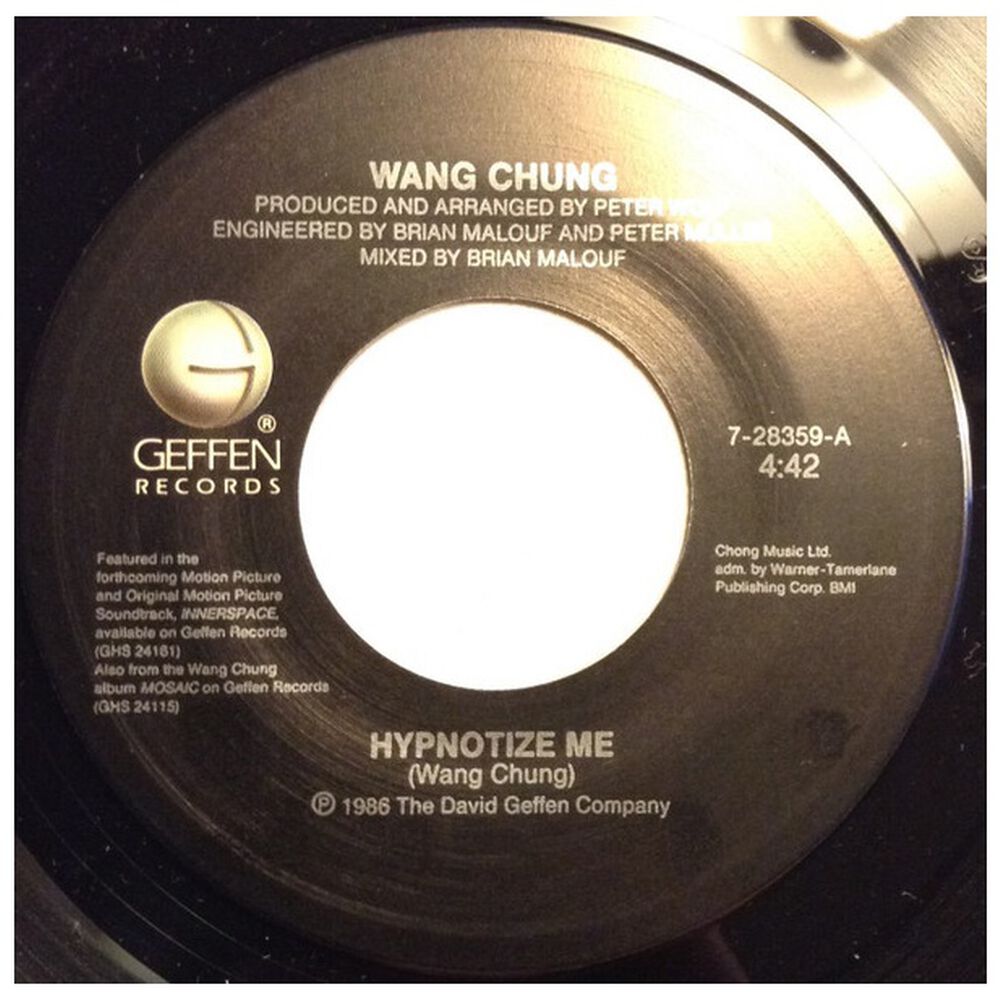 WANG CHUNG
PRODUCED AND ARRANGED BY PETER WOLF
ENGINEERED BY BRIAN MALOUF AND PETER
MIXED BY BRIAN MALOUF
GEFFEN®
RECORDS
7-28359-A
4:42
Featured in the
forthcoming Motion Picture
and Original Motion Picture
Soundtrack, INNERSPACE,
available on Geffen Records
(GHS 24161)
Also from the Wang Chung
album MOSAIC on Geffen Records
(GHS 24115)
Chong Music Ltd.
adm. by Warner-Tamerlane
Publishing Corp. BMI
HYPNOTIZE ME
(Wang Chung)
℗ 1986 The David Geffen Company